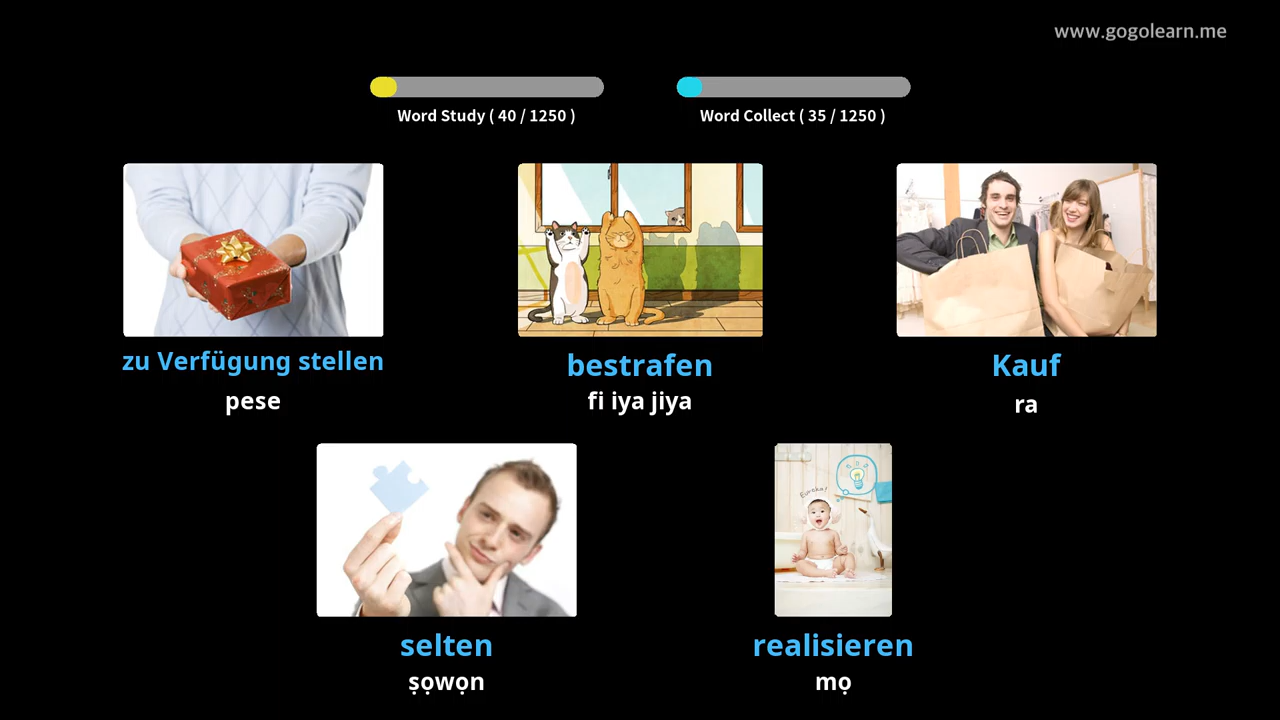 www.gogolearn.me
Word Study ( 40 / 1250 )
Word Collect ( 35 / 1250 )
zu Verfügung stellen
bestrafen
Kauf
pese
fi iya jiya
ra
Eureka!
selten
realisieren
ṣọwọn
mọ